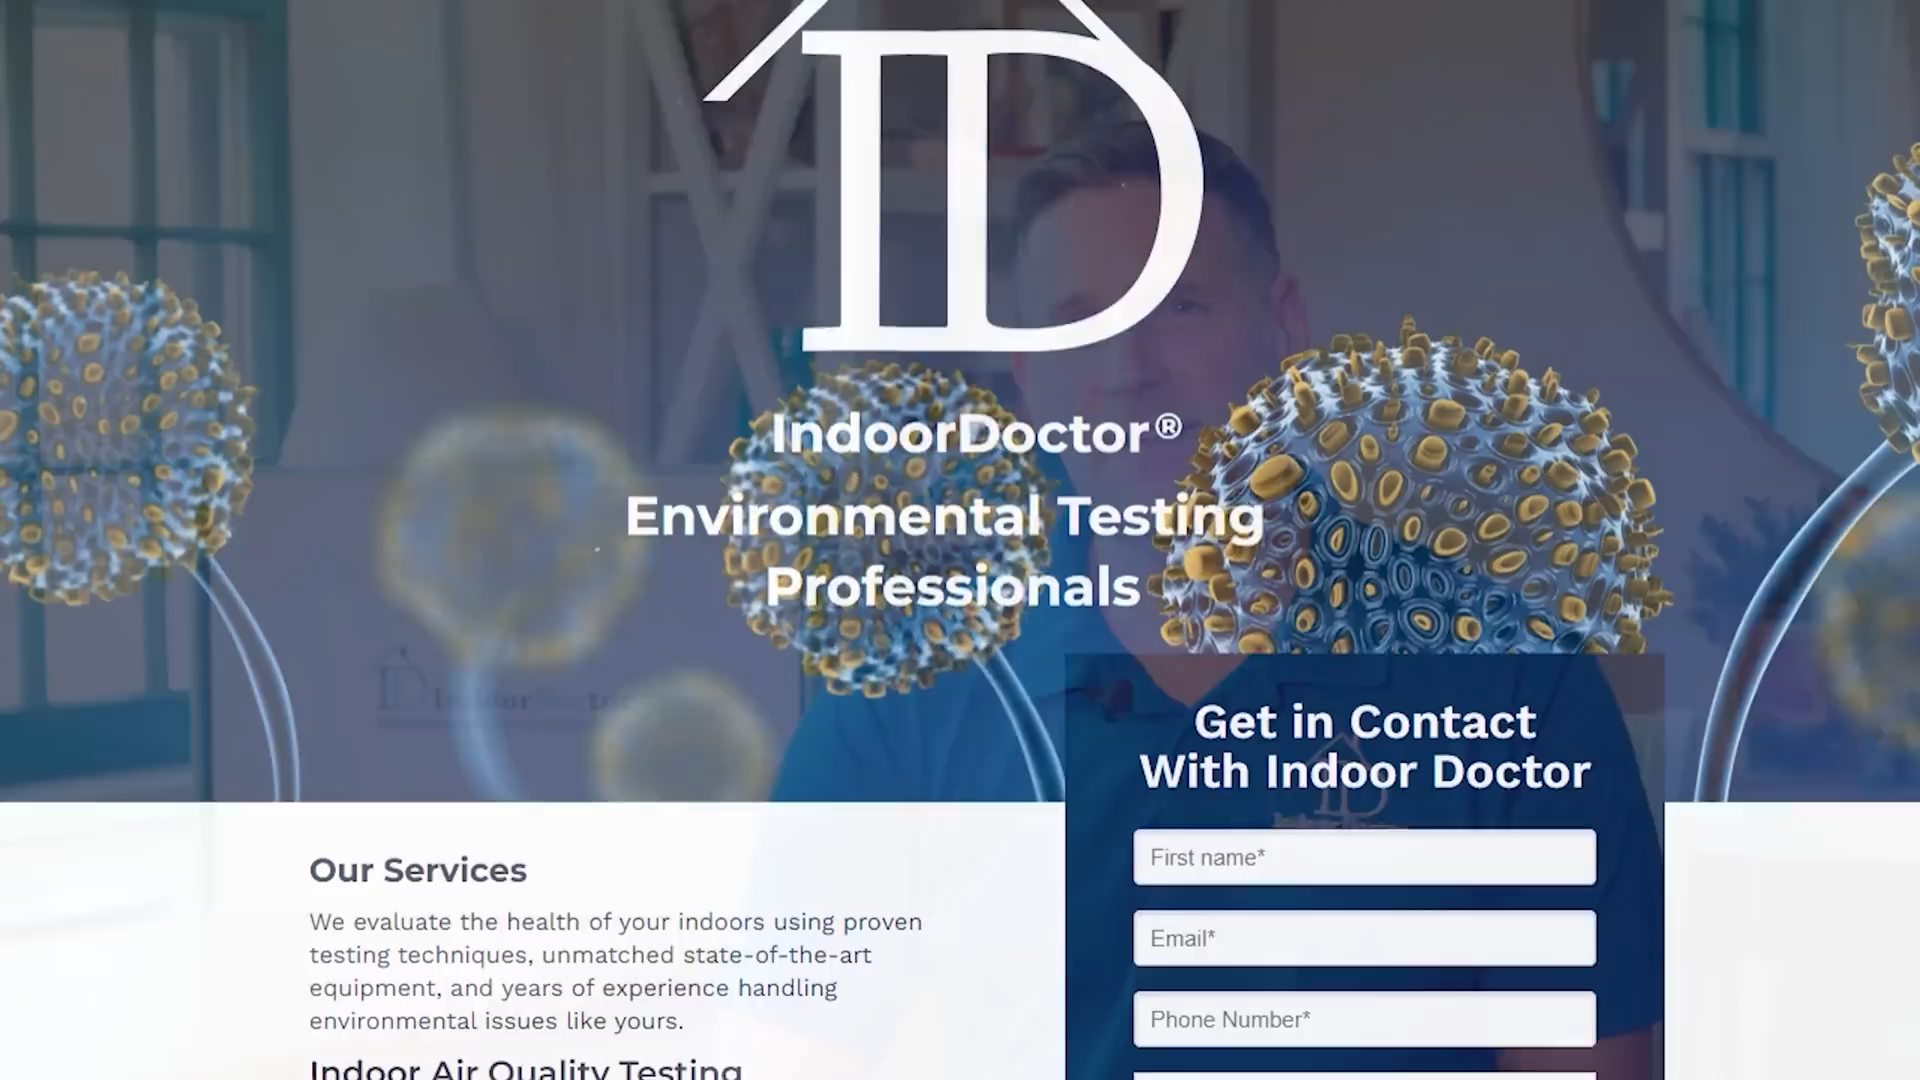 ID
IndoorDoctor®
Environmental Testing
Professionals
IndoorDoctor
Get in Contact
With Indoor Doctor
First name*
Email*
Phone Number*
Our Services
We evaluate the health of your indoors using proven
testing techniques, unmatched state-of-the-art
equipment, and years of experience handling
environmental issues like yours.
Indoor Air Quality Testing